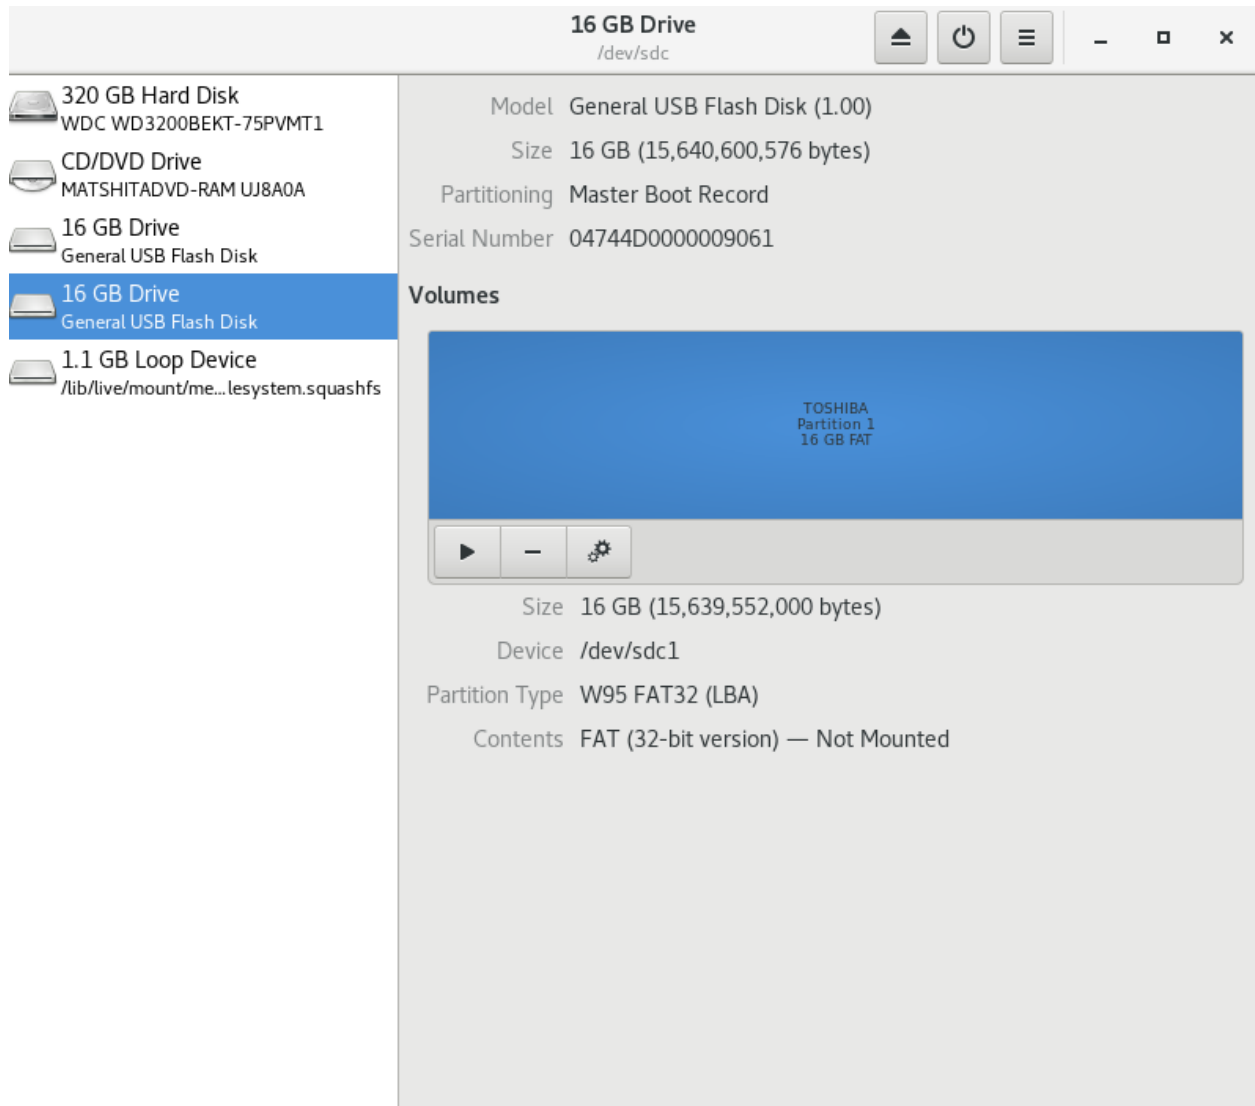 16 GB Drive
/dev/sdc
320 GB Hard Disk
WDC WD3200BEKT-75PVMT1
CD/DVD Drive
MATSHITADVD-RAM UJ8A0A
16 GB Drive
General USB Flash Disk
16 GB Drive
General USB Flash Disk
1.1 GB Loop Device
/lib/live/mount/me…lesystem.squashfs
Model General USB Flash Disk (1.00)
Size 16 GB (15,640,600,576 bytes)
Partitioning Master Boot Record
Serial Number 04744D0000009061
Volumes
TOSHIBA
Partition 1
16 GB FAT
Size 16 GB (15,639,552,000 bytes)
Device /dev/sdc1
Partition Type W95 FAT32 (LBA)
Contents FAT (32-bit version) — Not Mounted